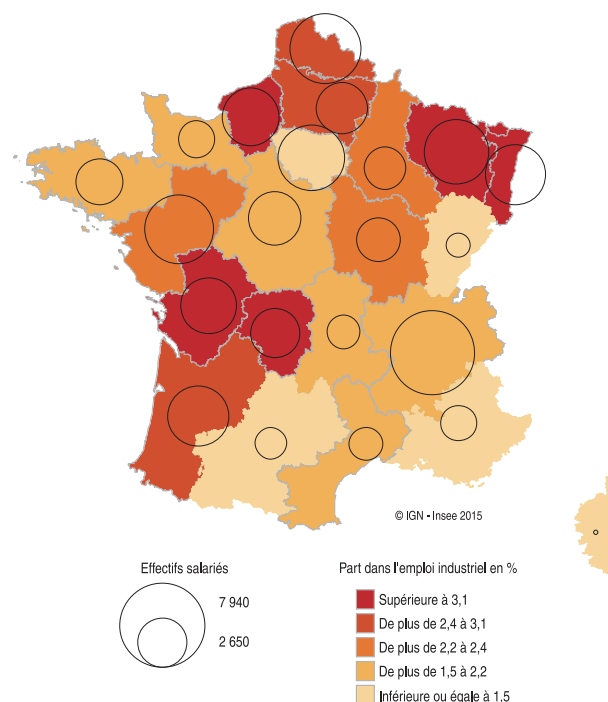 © IGN - Insee 2015
Effectifs salariés
7 940
2 650
Part dans l'emploi industriel en %
Supérieure à 3,1
De plus de 2,4 à 3,1
De plus de 2,2 à 2,4
De plus de 1,5 à 2,2
Inférieure ou égale à 1.5